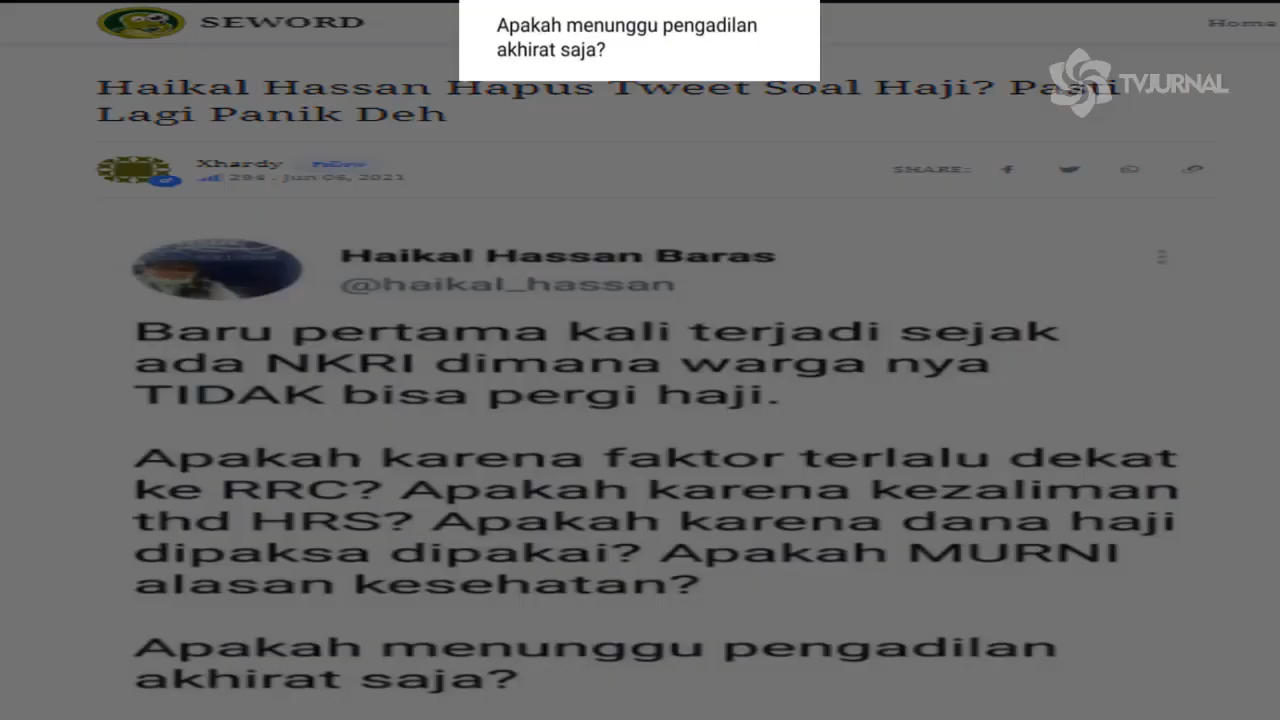 SEWORD
Home
Apakah menunggu pengadilan
akhirat saja?
Haikal Hassan Hapus Tweet Soal Haji? Pasti
Lagi Panik Deh
TVJURNAL
Xhardy Follow
294 . Jun 06, 2021
SHARE:
Haikal Hassan Baras
@haikal_hassan
Baru pertama kali terjadi sejak
ada NKRI dimana warga nya
TIDAK bisa pergi haji.
Apakah karena faktor terlalu dekat
ke RRC? Apakah karena kezaliman
thd HRS? Apakah karena dana haji
dipaksa dipakai? Apakah MURNI
alasan kesehatan?
Apakah menunggu pengadilan
akhirat saja?